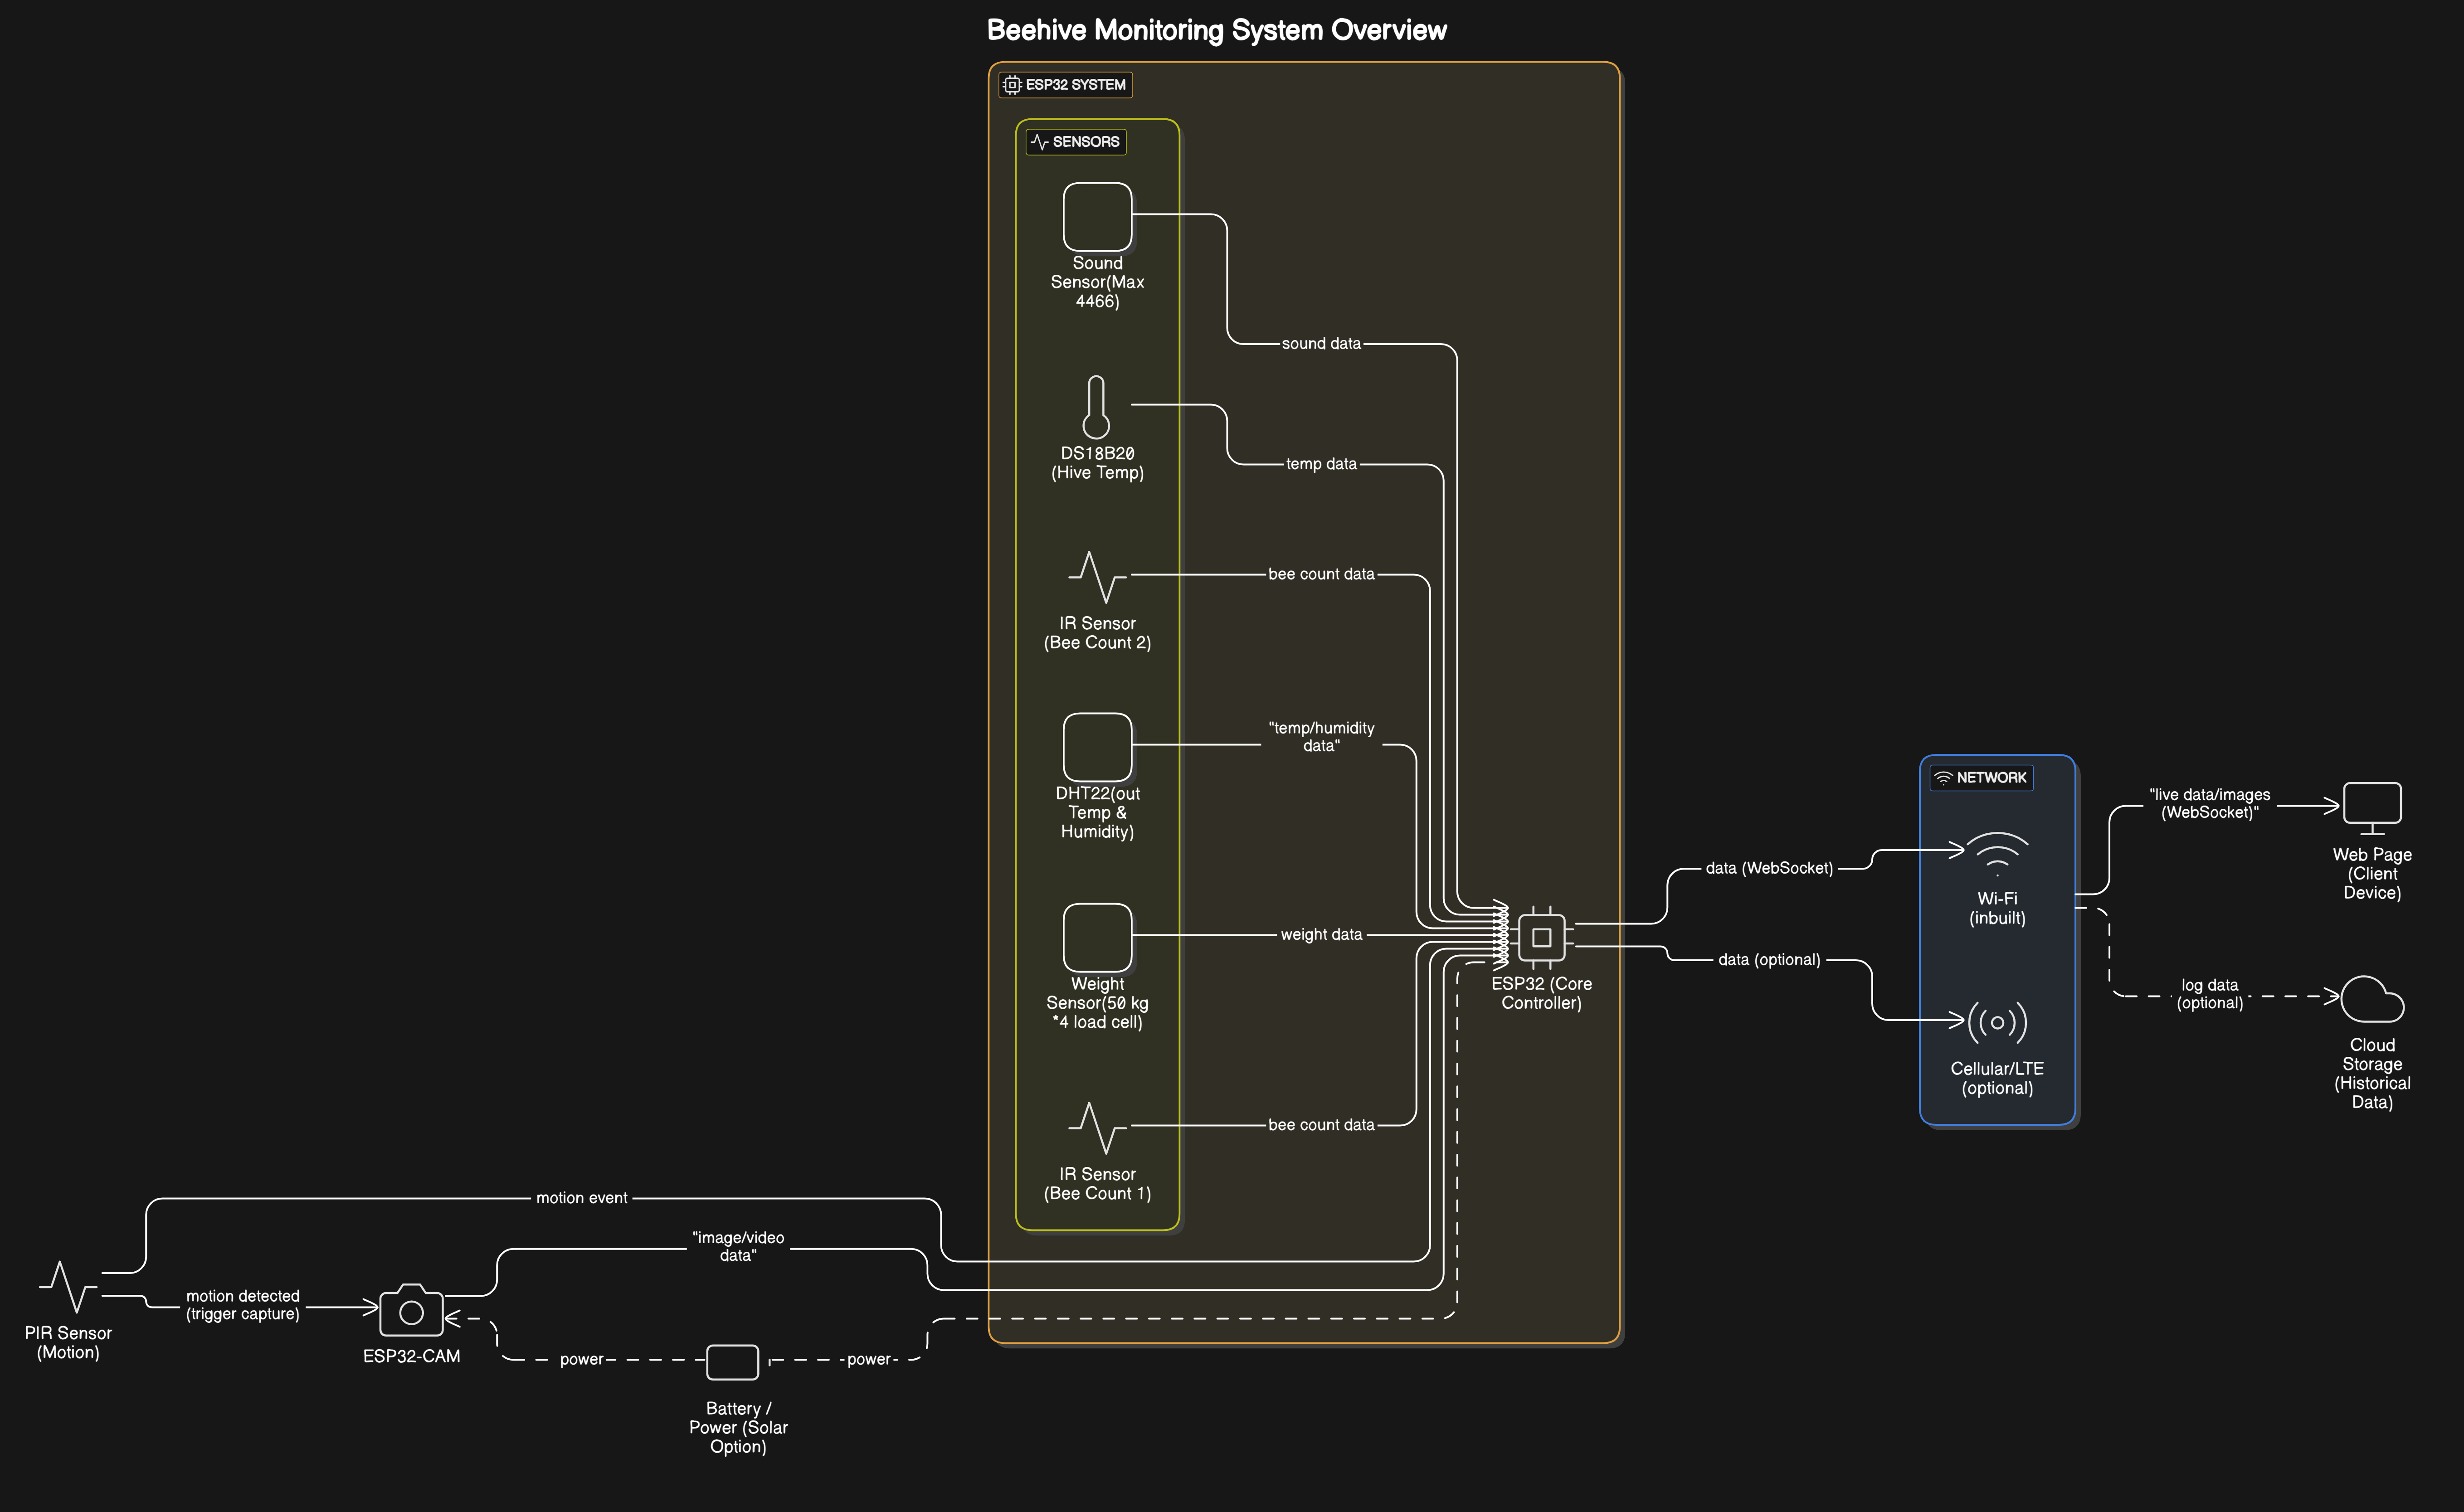 Beehive Monitoring System Overview
ESP32 SYSTEM
SENSORS
Sound
Sensor(Max
4466)
sound data
DS18B20
(Hive Temp)
temp data
IR Sensor
(Bee Count 2)
bee count data
DHT22(out
Temp &
Humidity)
"temp/humidity
data"
Weight
Sensor(50 kg
*4 load cell)
weight data
IR Sensor
(Bee Count 1)
bee count data
ESP32 (Core
Controller)
data (WebSocket)
data (optional)
NETWORK
Wi-Fi
(inbuilt)
Cellular/LTE
(optional)
"live data/images
(WebSocket)"
log data
(optional)
Web Page
(Client
Device)
Cloud
Storage
(Historical
Data)
motion event
"image/video
data"
motion detected
(trigger capture)
PIR Sensor
(Motion)
ESP32-CAM
power
power
Battery /
Power (Solar
Option)